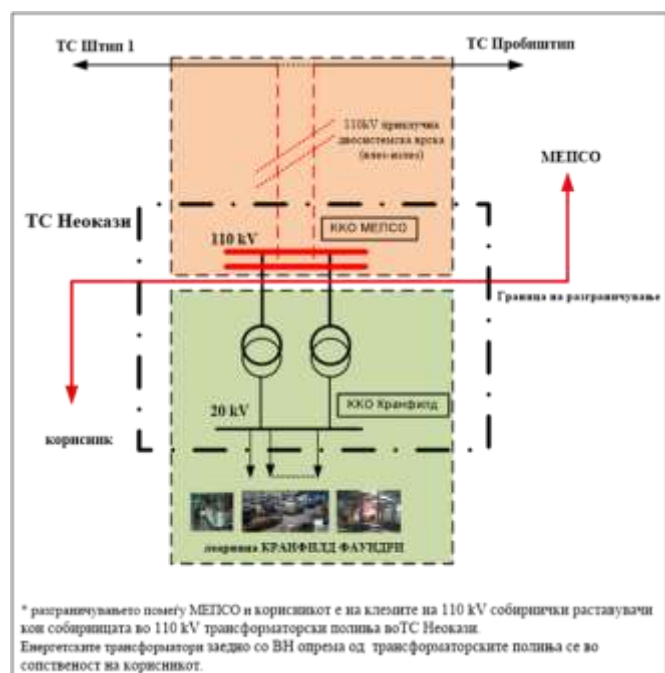 ТС Штип 1
ТС Пробиштип
110kV приклучна
двосистемска врска
(влез-излез)
МЕПСО
ТС Неокази
ККО МЕПСО
110 kV
Граница на разграничување
ККО Кранфилд
20 kV
корисник
леарница КРАНФИЛД ФАУНДРИ
* разграничувањето помеѓу МЕПСО и корисникот е на клемите на 110 kV собирнички раставувачи
кон собирницата во 110 kV трансформаторски полиња воТС Неокази.
Енергетските трансформатори заедно со ВН опрема од трансформаторските полиња се во
сопственост на корисникот.